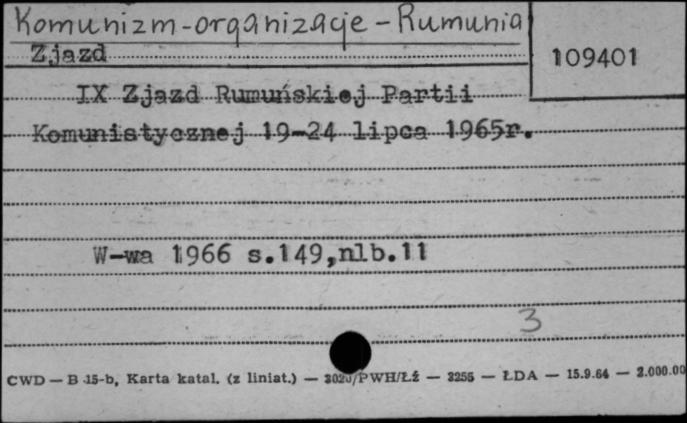 Komunizm-organizacje-Rumunia
Zjazd
109401
IX Zjazd Rumuńskiej Partii
Komunistycznej 19-24 lipca 1965r.
W-wa 1966 s.149,nlb.11
3
CWD — B 15-b, Karta katal. (z liniat.) — /PWH/Łź — 3255 — ŁDA — 15.9.64 — 2.000.00